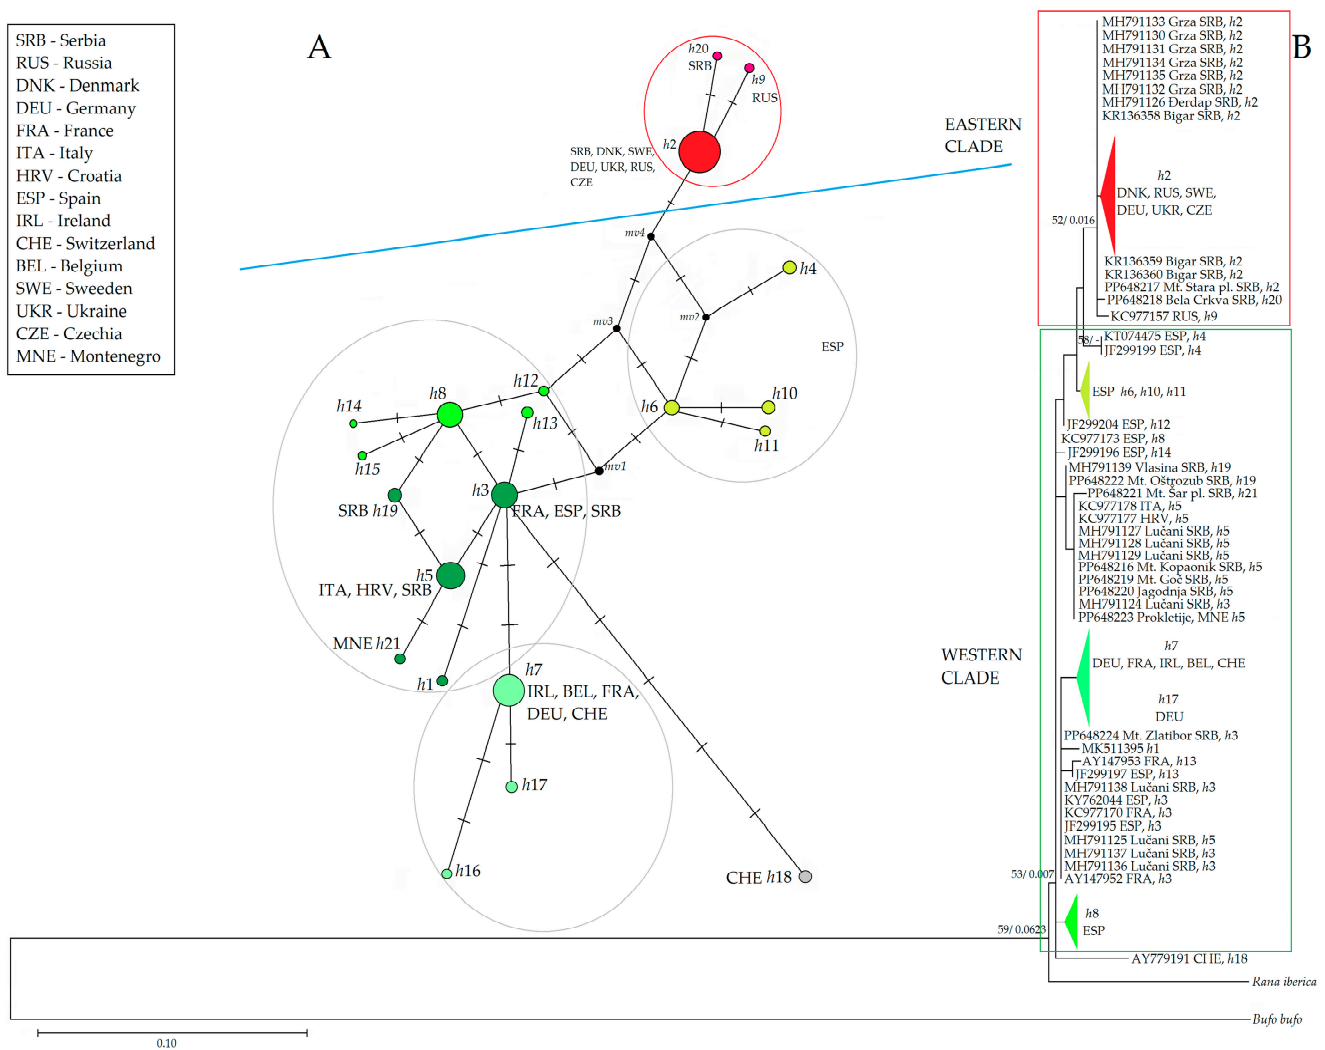 SRB - Serbia
RUS - Russia
DNK - Denmark
DEU - Germany
FRA - France
ITA - Italy
HRV - Croatia
ESP - Spain
IRL - Ireland
CHE - Switzerland
BEL - Belgium
SWE - Sweeden
UKR - Ukraine
CZE - Czechia
MNE - Montenegro
A
h20
SRB
h9
RUS
h2
SRB, DNK, SWE,
DEU, UKR, RUS,
CZE
EASTERN
CLADE
mv4
h4
mv2
mv3
ESP
h12
h8
h14
h13
h6
h10
h11
h15
mv1
h3
SRB h19
FRA, ESP, SRB
h5
ITA, HRV, SRB
MNE h21
h1
h7
IRL, BEL, FRA,
DEU, CHE
h17
h16
CHE h18
WESTERN
CLADE
B
MH791133 Grza SRB, h2
MH791130 Grza SRB, h2
MH791131 Grza SRB, h2
MH791134 Grza SRB, h2
MH791135 Grza SRB, h2
MH791132 Grza SRB, h2
MH791126 Đerdap SRB, h2
KR136358 Bigar SRB, h2
h2
DNK, RUS, SWE,
DEU, UKR, CZE
52/ 0.016
KR136359 Bigar SRB, h2
KR136360 Bigar SRB, h2
PP648217 Mt. Stara pl. SRB, h2
PP648218 Bela Crkva SRB, h20
KC977157 RUS, h9
58/ -
KT074475 ESP, h4
JF299199 ESP, h4
ESP h6, h10, h11
JF299204 ESP, h12
KC977173 ESP, h8
JF299196 ESP, h14
MH791139 Vlasina SRB, h19
PP648222 Mt. Oštrozub SRB, h19
PP648221 Mt. Šar pl. SRB, h21
KC977178 ITA, h5
KC977177 HRV, h5
MH791127 Lučani SRB, h5
MH791128 Lučani SRB, h5
MH791129 Lučani SRB, h5
PP648216 Mt. Kopaonik SRB, h5
PP648219 Mt. Goč SRB, h5
PP648220 Jagodnja SRB, h5
MH791124 Lučani SRB, h3
PP648223 Prokletije, MNE h5
h7
DEU, FRA, IRL, BEL, CHE
h17
DEU
PP648224 Mt. Zlatibor SRB, h3
MK511395 h1
AY147953 FRA, h13
JF299197 ESP, h13
MH791138 Lučani SRB, h3
KY762044 ESP, h3
KC977170 FRA, h3
JF299195 ESP, h3
MH791125 Lučani SRB, h5
MH791137 Lučani SRB, h3
MH791136 Lučani SRB, h3
AY147952 FRA, h3
53/ 0.007
h8
ESP
59/ 0.0623
AY779191 CHE, h18
Rana iberica
Bufo bufo
0.10